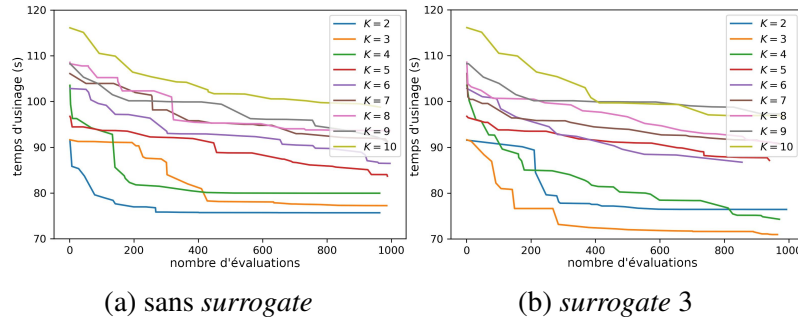 120
110
100
90
80
70
temps d'usinage (s)
0
200
400
600
800
1000
nombre d'évaluations
K = 2
K = 3
K = 4
K = 5
K = 6
K = 7
K = 8
K = 9
K = 10
(a) sans surrogate
120
110
100
90
80
70
temps d'usinage (s)
0
200
400
600
800
1000
nombre d'évaluations
K = 2
K = 3
K = 4
K = 5
K = 6
K = 7
K = 8
K = 9
K = 10
(b) surrogate 3